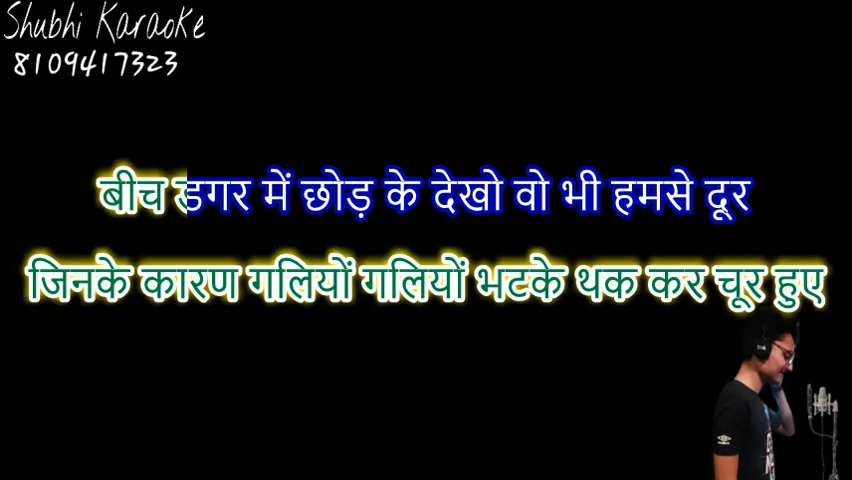 Shubhi Karaoke
8109417323
बीच डगर में छोड़ के देखो वो भी हमसे दूर
जिनके कारण गलियों गलियों भटके थक कर चूर हुए